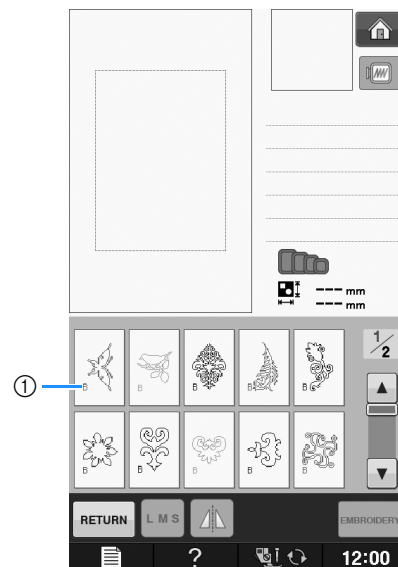 --- mm
--- mm
1/2
①
B B B B B
B B B B B
RETURN L M S EMBROIDERY
? 12:00